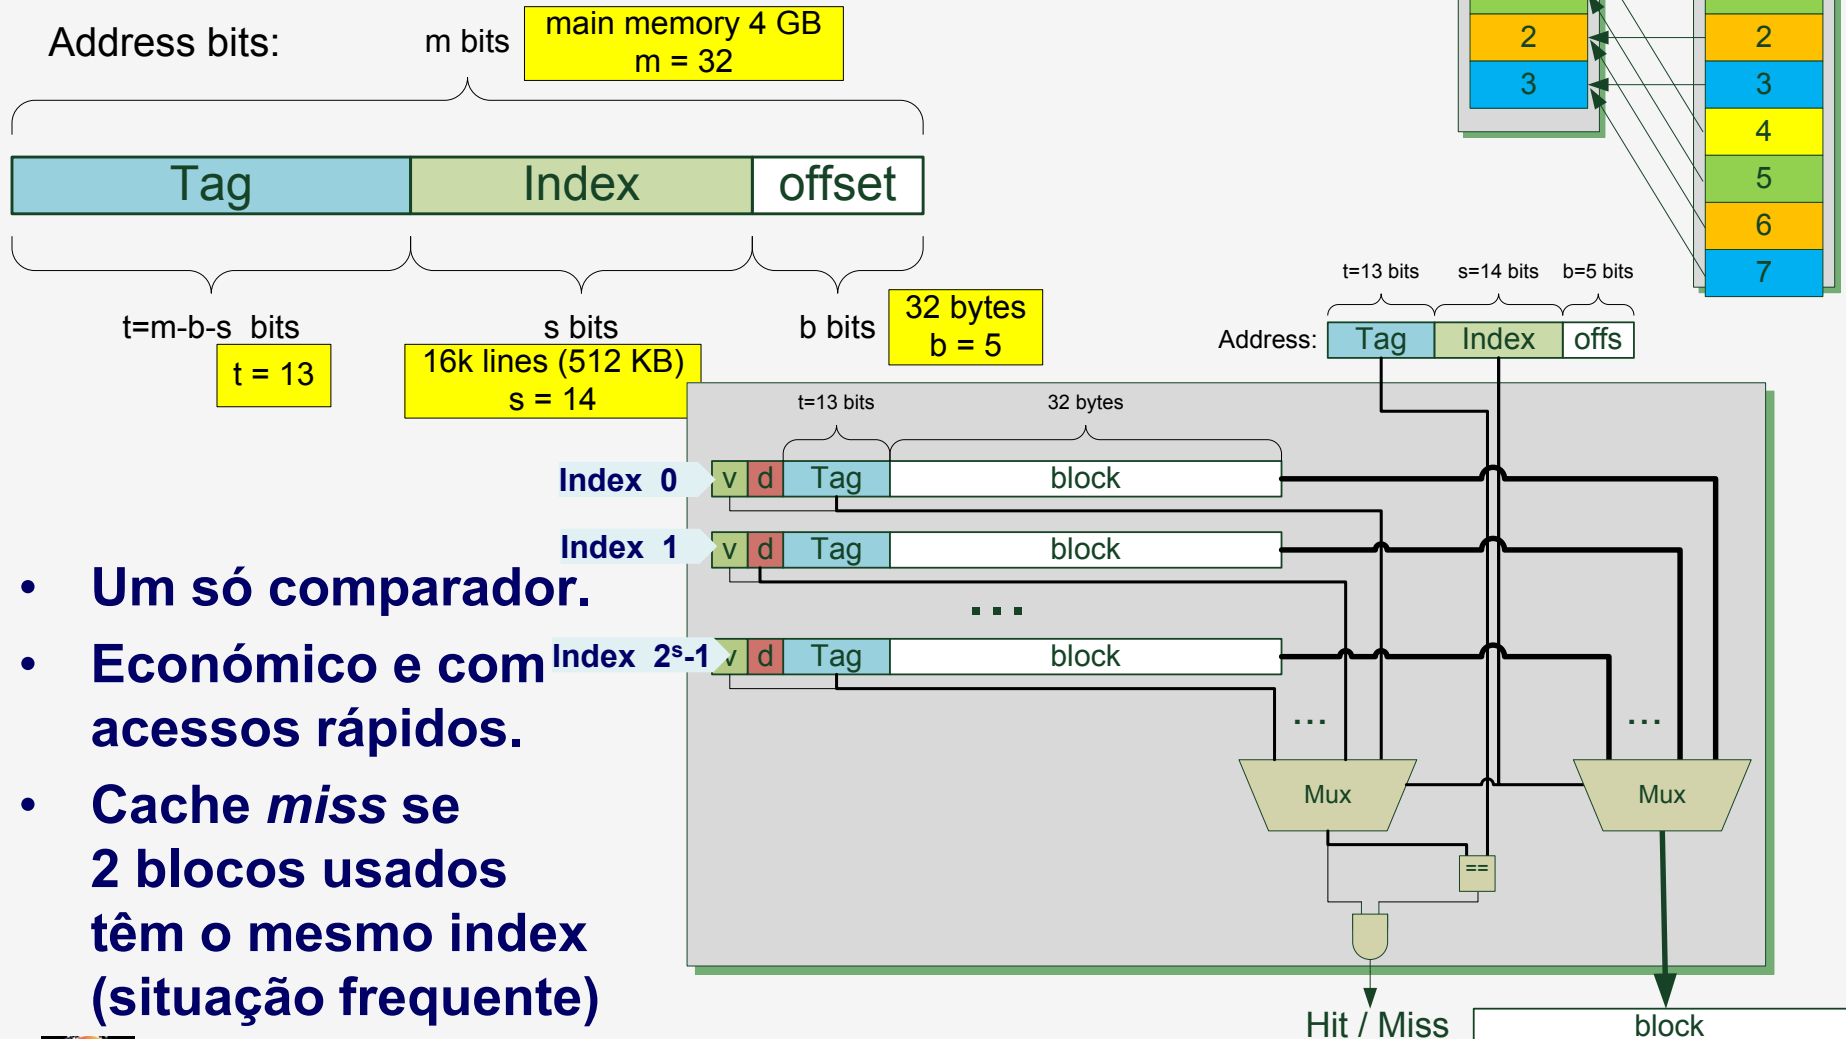 Address bits:
m bits
main memory 4 GB
m = 32
Tag
Index
offset
t=m-b-s bits
t = 13
s bits
16k lines (512 KB)
s = 14
b bits
32 bytes
b = 5
2
3
2
3
4
5
6
7
t=13 bits
s=14 bits
b=5 bits
Address:
Tag
Index
offs
t=13 bits
32 bytes
Index 0
v
d
Tag
block
Index 1
v
d
Tag
block
...
Index 2ˢ-1
v
d
Tag
block
...
...
Mux
Mux
==
Hit / Miss
block
• Um só comparador.
• Económico e com
acessos rápidos.
• Cache miss se
2 blocos usados
têm o mesmo index
(situação frequente)